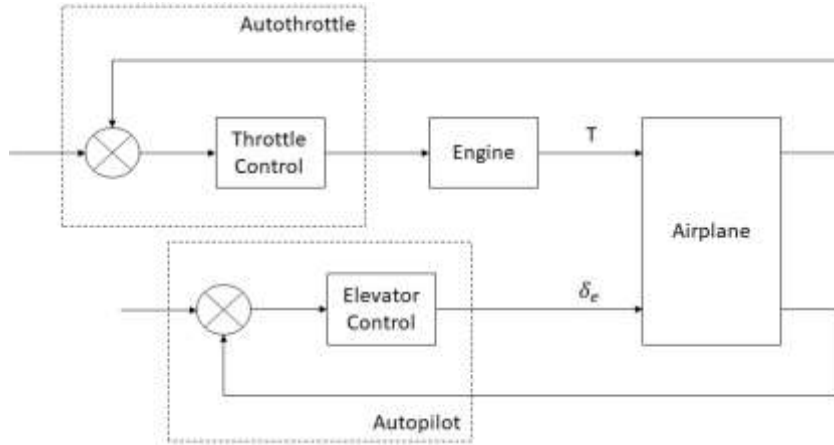 Autothrottle
Throttle
Control
Engine
T
Airplane
Elevator
Control
δₑ
Autopilot